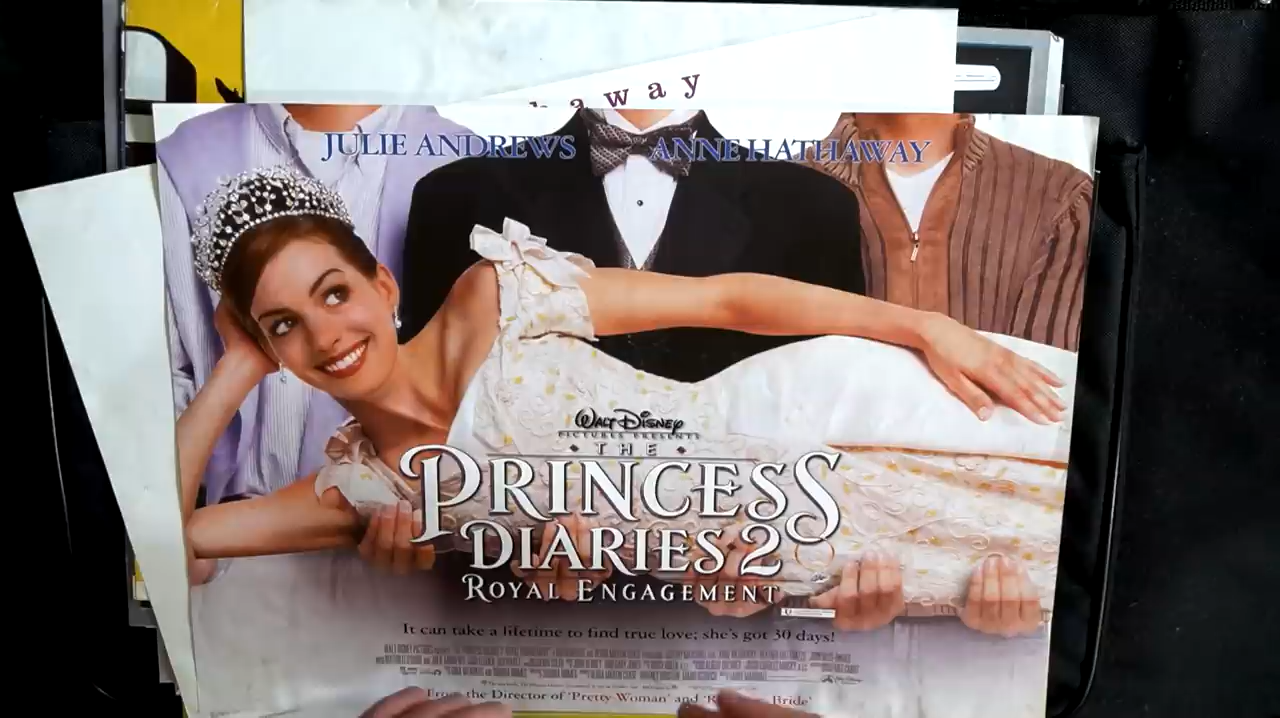 away
JULIE ANDREWS ANNE HATHAWAY
WALT DISNEY
PICTURES PRESENTS
THE
PRINCESS
DIARIES 2
ROYAL ENGAGEMENT
It can take a lifetime to find true love; she's got 30 days!
From the Director of 'Pretty Woman' and Bride'